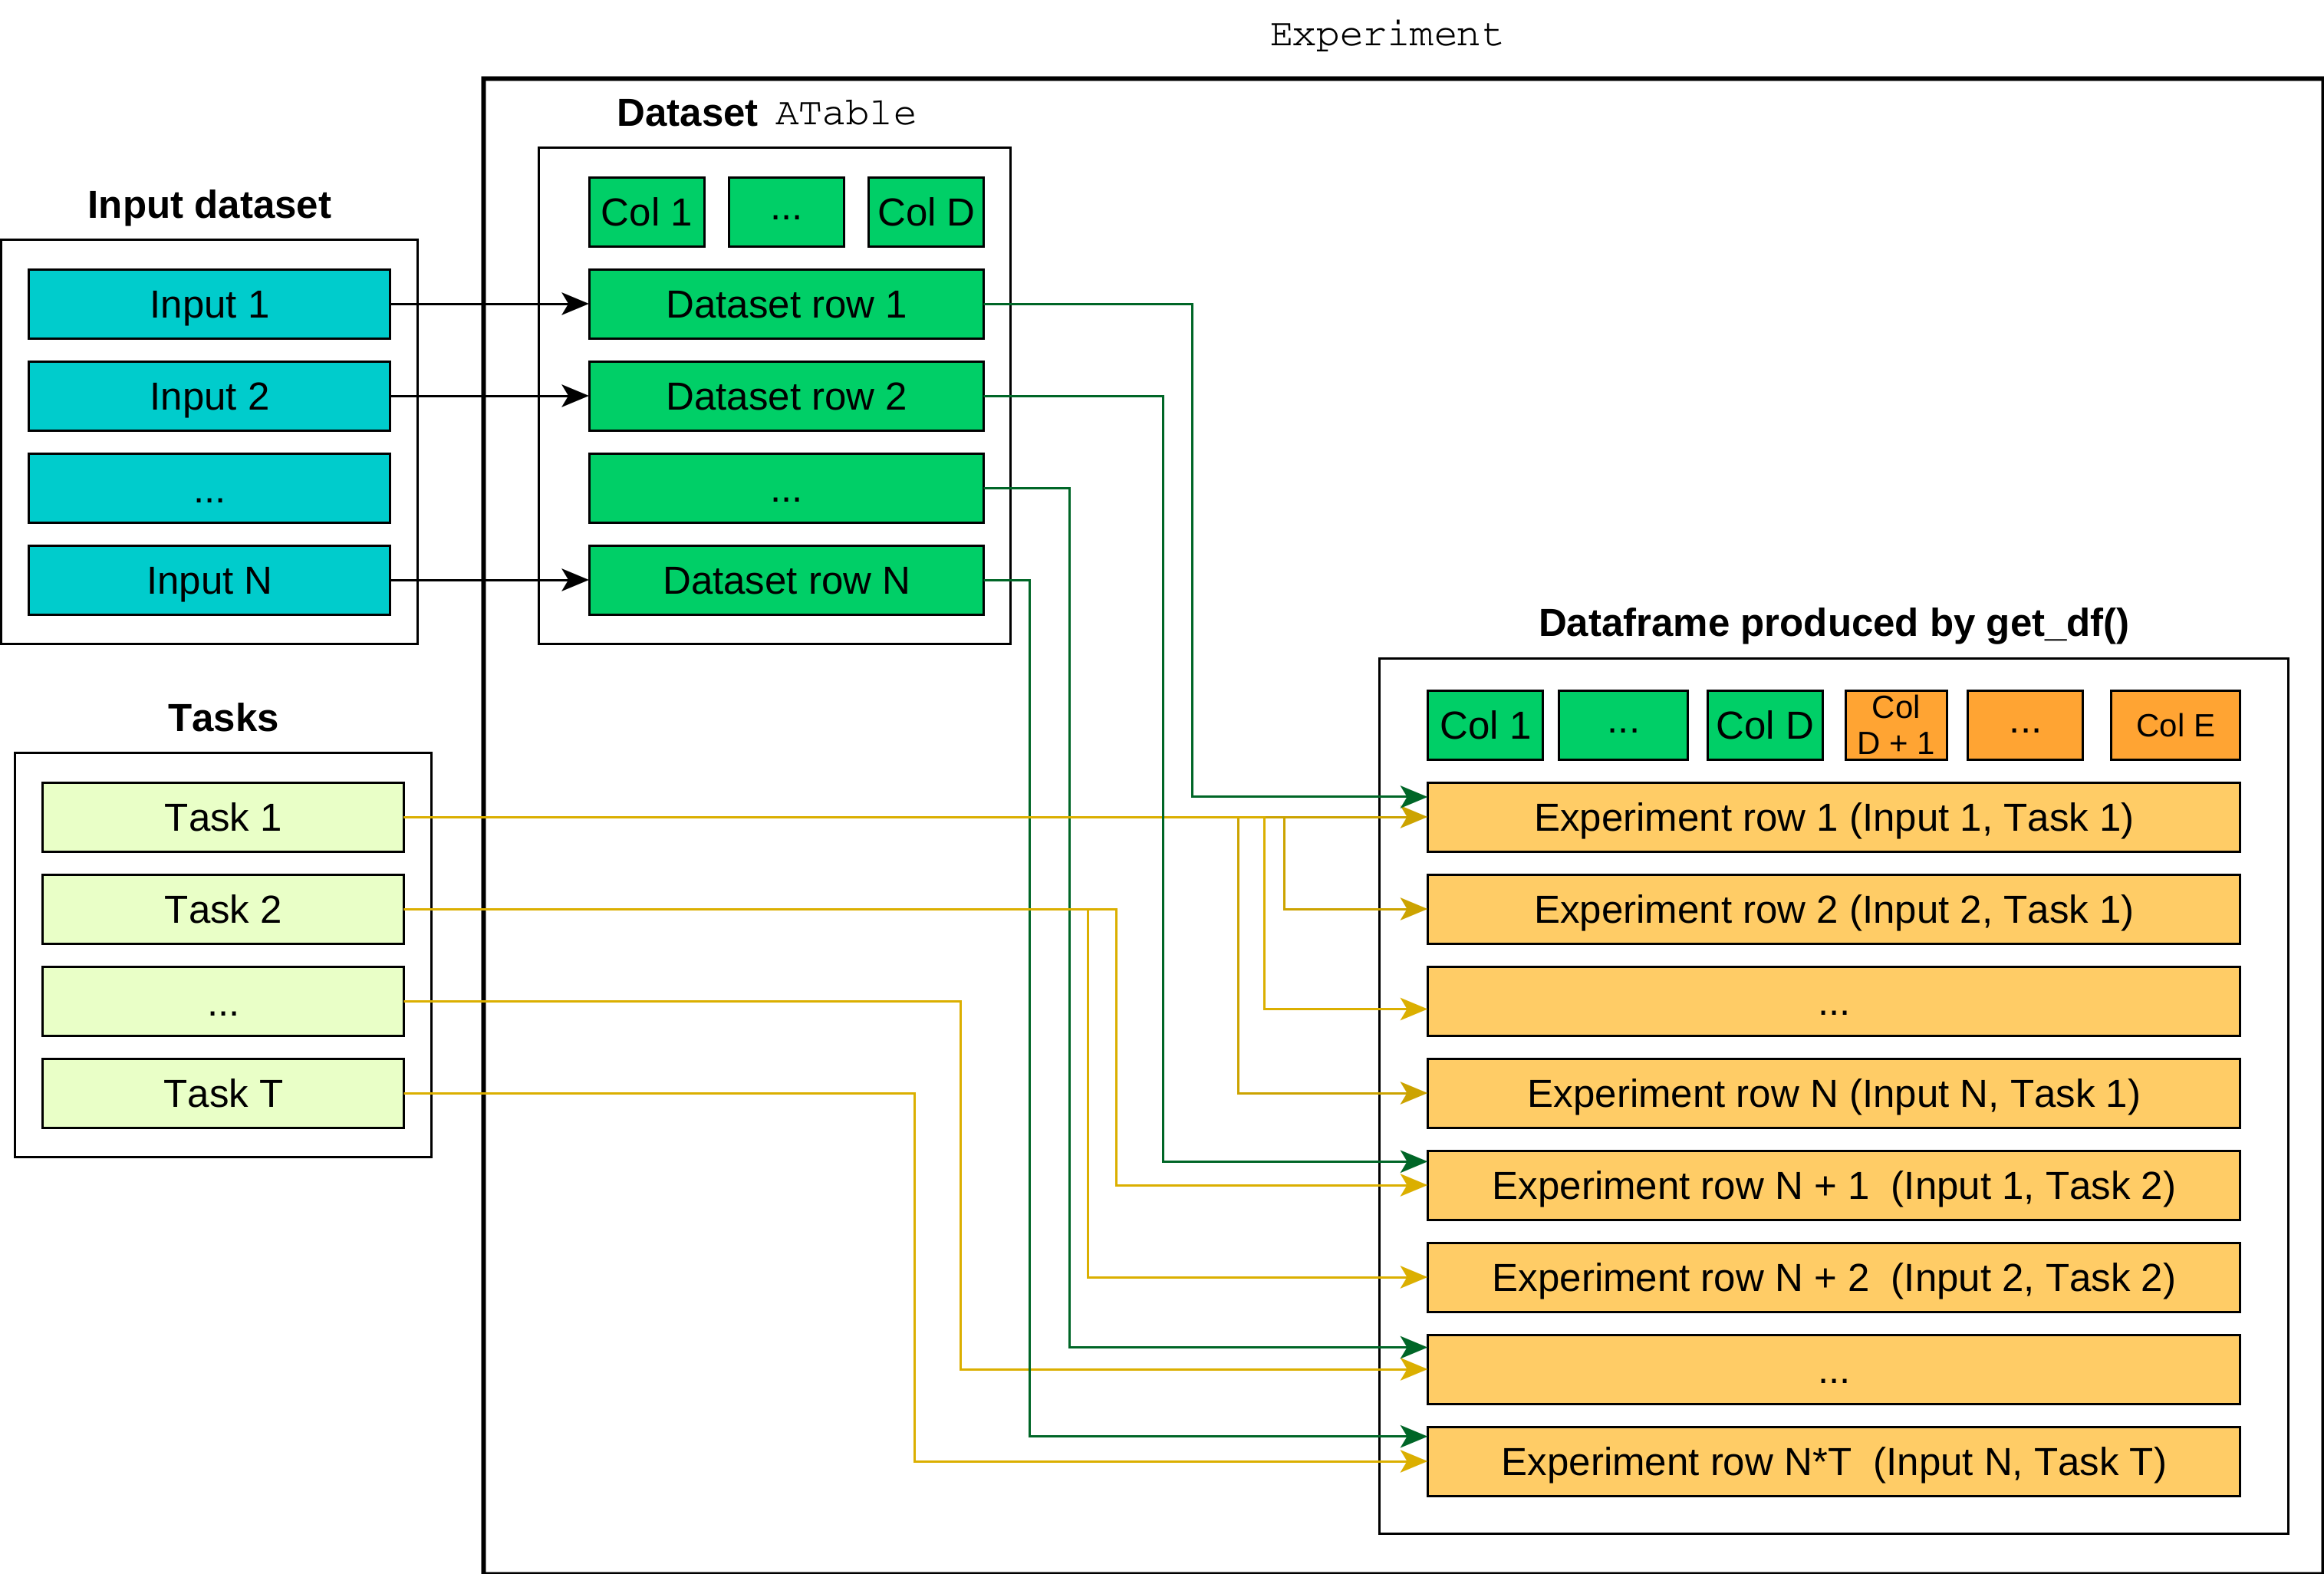 Experiment
Dataset ATable
Col 1
...
Col D
Input dataset
Input 1
Dataset row 1
Input 2
Dataset row 2
...
...
Input N
Dataset row N
Dataframe produced by get_df()
Col 1
...
Col D
Col
D + 1
...
Col E
Tasks
Task 1
Experiment row 1 (Input 1, Task 1)
Task 2
Experiment row 2 (Input 2, Task 1)
...
...
Task T
Experiment row N (Input N, Task 1)
Experiment row N + 1 (Input 1, Task 2)
Experiment row N + 2 (Input 2, Task 2)
...
Experiment row N*T (Input N, Task T)